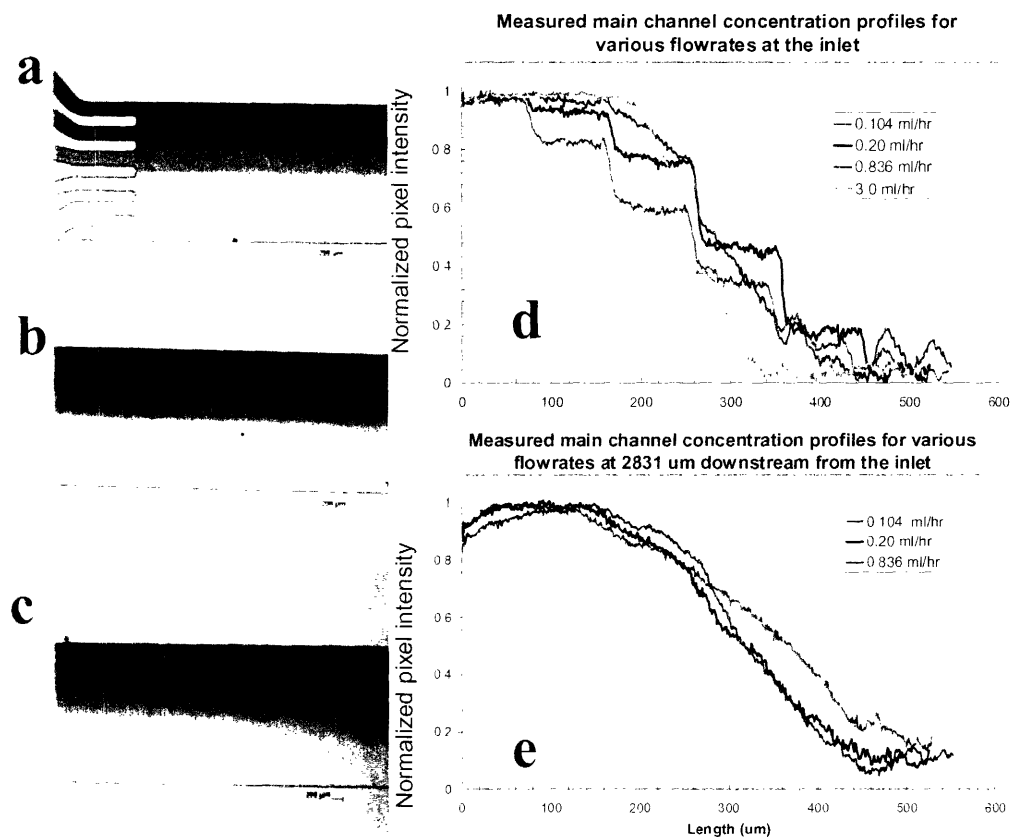 a
b
c
Measured main channel concentration profiles for
various flowrates at the inlet
Normalized pixel intensity
1
0.8
0.6
0.4
0.2
0
0
100
200
300
400
500
600
0.104 ml/hr
0.20 ml/hr
0.836 ml/hr
3.0 ml/hr
d
Measured main channel concentration profiles for various
flowrates at 2831 um downstream from the inlet
Normalized pixel intensity
1
0.8
0.6
0.4
0.2
0
0
100
200
300
400
500
600
Length (um)
0.104 ml/hr
0.20 ml/hr
0.836 ml/hr
e